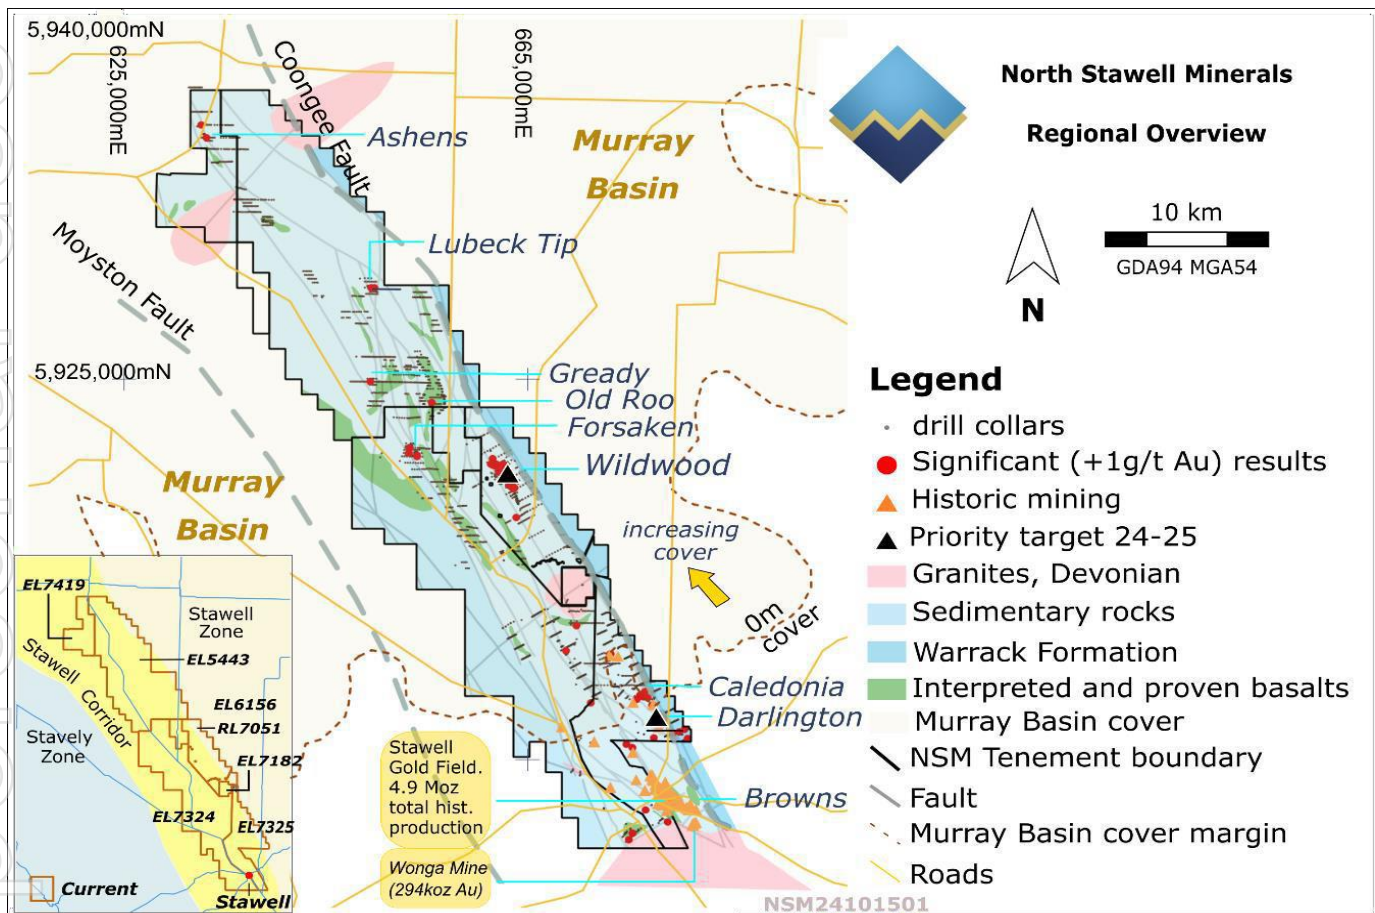 5,940,000mN
625,000mE
665,000mE
Coongee Fault
Ashens
Murray
Basin
Lubeck Tip
Moyston Fault
5,925,000mN
Gready
Old Roo
Forsaken
Wildwood
Murray
Basin
increasing
cover
0m
cover
Caledonia
Darlington
Browns
Stawell
Gold Field.
4.9 Moz
total hist.
production
Wonga Mine
(294koz Au)
NSM24101501
EL7419
Stawell
Zone
EL5443
Stawell Corridor
EL6156
RL7051
Stavely
Zone
EL7182
EL7324
EL7325
Current
Stawell
North Stawell Minerals
Regional Overview
N
10 km
GDA94 MGA54
Legend
drill collars
Significant (+1g/t Au) results
Historic mining
Priority target 24-25
Granites, Devonian
Sedimentary rocks
Warrack Formation
Interpreted and proven basalts
Murray Basin cover
NSM Tenement boundary
Fault
Murray Basin cover margin
Roads